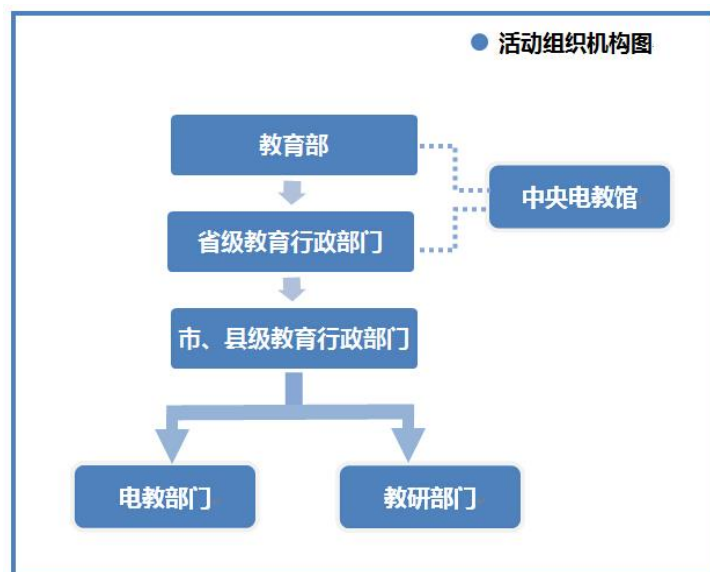 活动组织机构图
教育部
中央电教馆
省级教育行政部门
市、县级教育行政部门
电教部门
教研部门